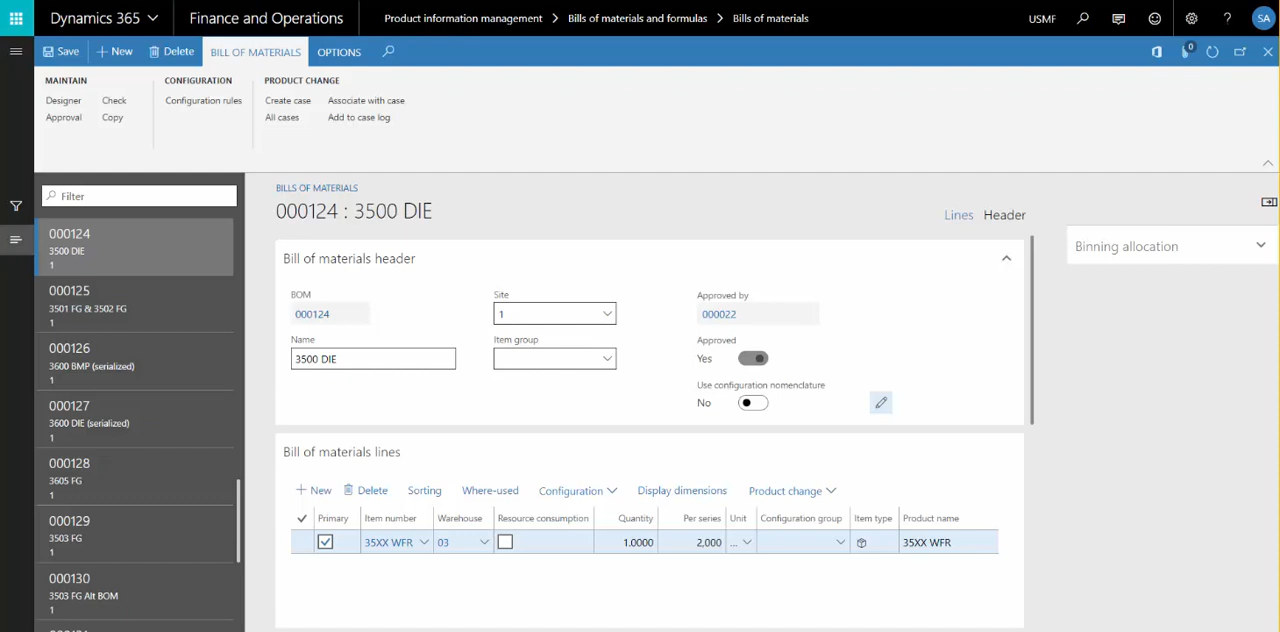 Dynamics 365 Finance and Operations Product information management Bills of materials and formulas Bills of materials USMF ? SA
Save New Delete BILL OF MATERIALS OPTIONS 0
MAINTAIN CONFIGURATION PRODUCT CHANGE
Designer Check Configuration rules Create case Associate with case
Approval Copy All cases Add to case log
Filter
000124
3500 DIE
1
000125
3501 FG & 3502 FG
1
000126
3600 BMP (serialized)
1
000127
3600 DIE (serialized)
1
000128
3605 FG
1
000129
3503 FG
1
000130
3503 FG Alt BOM
1
BILLS OF MATERIALS
000124 : 3500 DIE
Lines Header
Bill of materials header
BOM Site Approved by
000124 1 000022
Name Item group Approved
3500 DIE Yes
Use configuration nomenclature
No
Bill of materials lines
New Delete Sorting Where-used Configuration Display dimensions Product change
Primary Item number Warehouse Resource consumption Quantity Per series Unit Configuration group Item type Product name
35XX WFR 03 1.0000 2,000 ... 35XX WFR
Binning allocation